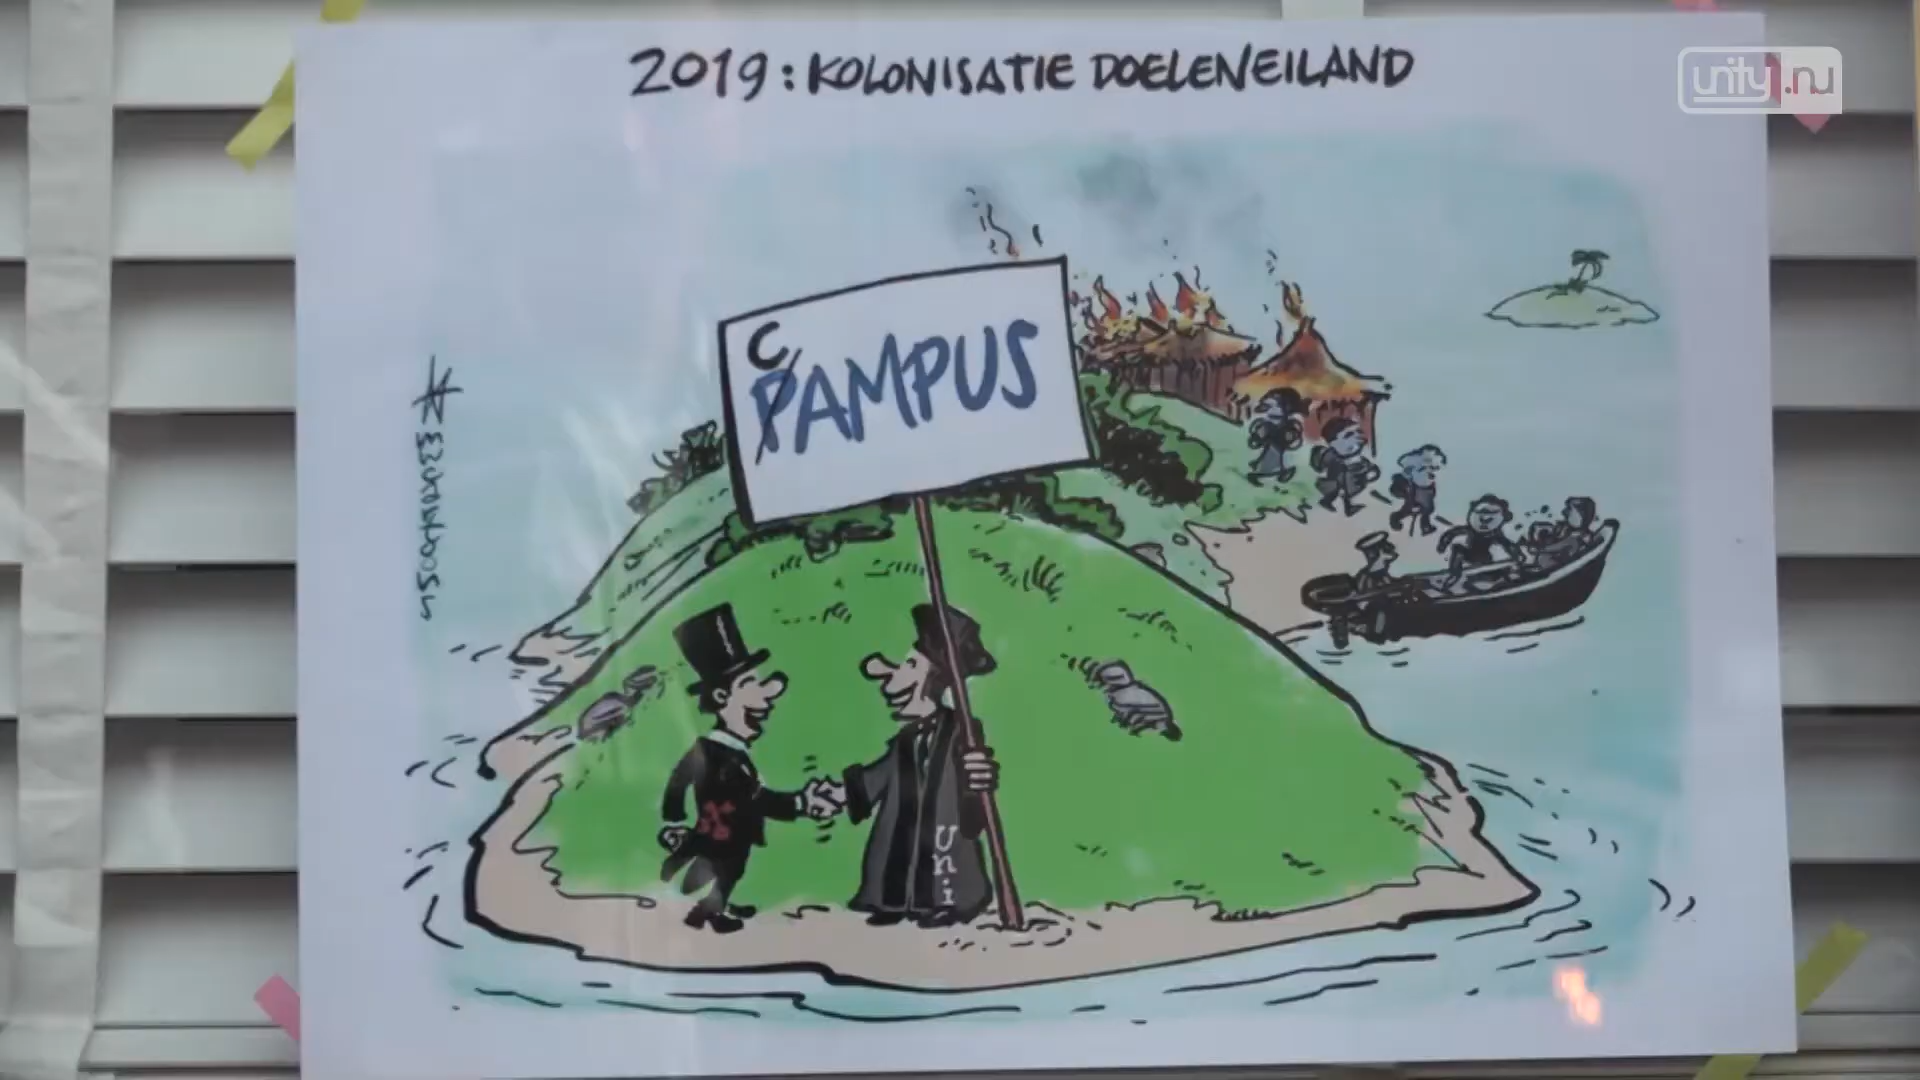 2019: KOLONISATIE DOELENEILAND
unity.nu
C
PAMPUS
Uni